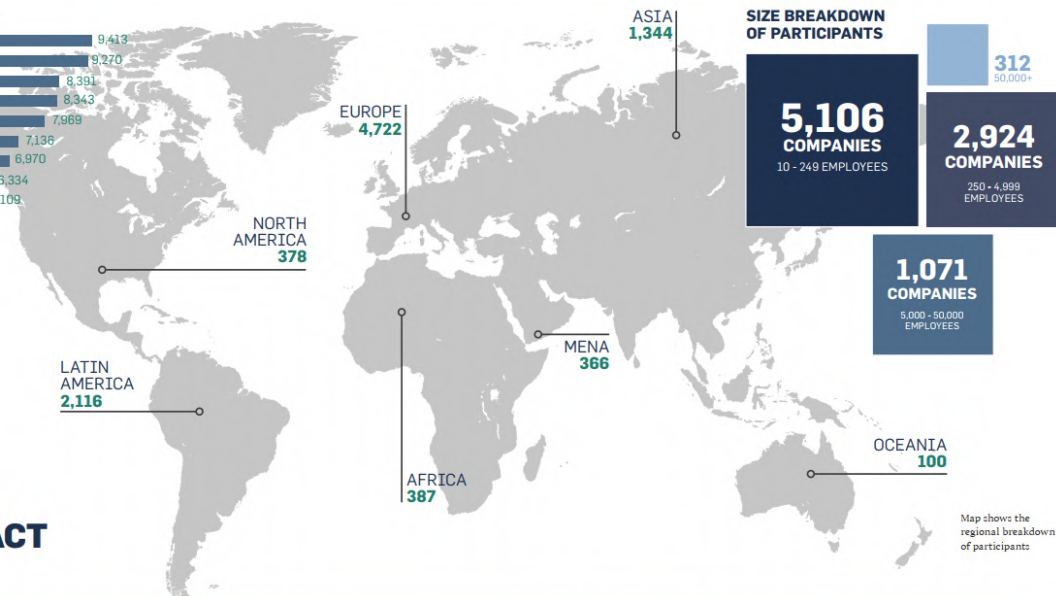 9,413
9,270
8,391
8,343
7,969
7,136
6,970
6,334
109
ASIA
1,344
EUROPE
4,722
NORTH
AMERICA
378
LATIN
AMERICA
2,116
AFRICA
387
MENA
366
OCEANIA
100
SIZE BREAKDOWN
OF PARTICIPANTS
5,106
COMPANIES
10 - 249 EMPLOYEES
312
50,000+
2,924
COMPANIES
250 - 4,999
EMPLOYEES
1,071
COMPANIES
5,000 - 50,000
EMPLOYEES
ACT
Map shows the
regional breakdown
of participants